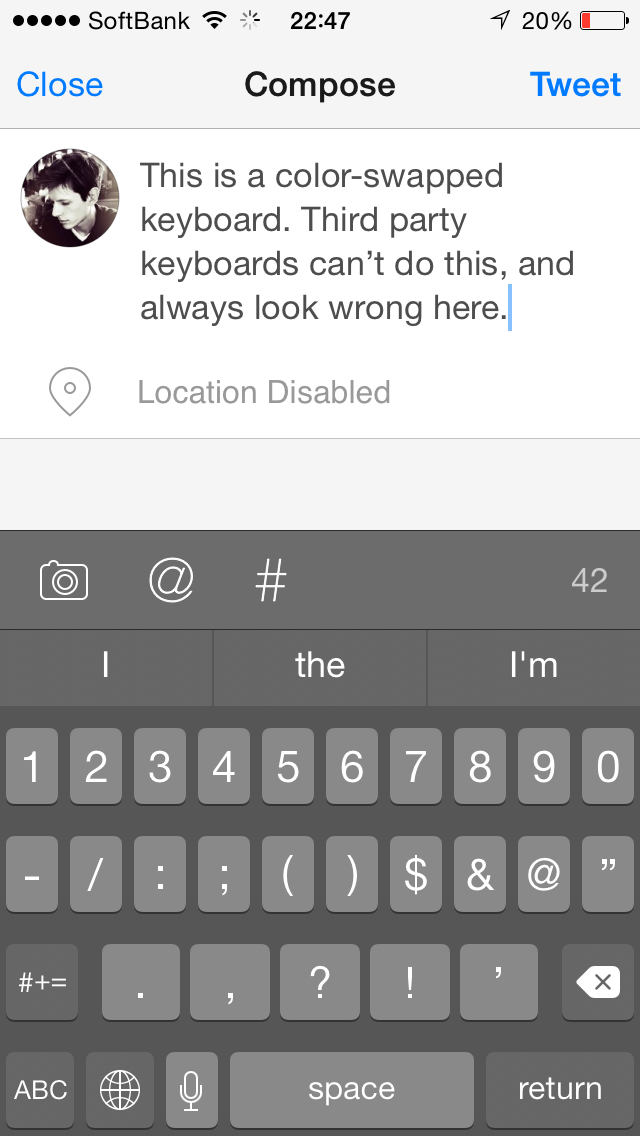 SoftBank 22:47 20%
Close Compose Tweet
This is a color-swapped
keyboard. Third party
keyboards can’t do this, and
always look wrong here.
Location Disabled
@ # 42
I the I'm
1 2 3 4 5 6 7 8 9 0
- / : ; ( ) $ & @ ”
#+= . , ? ! ’
ABC space return